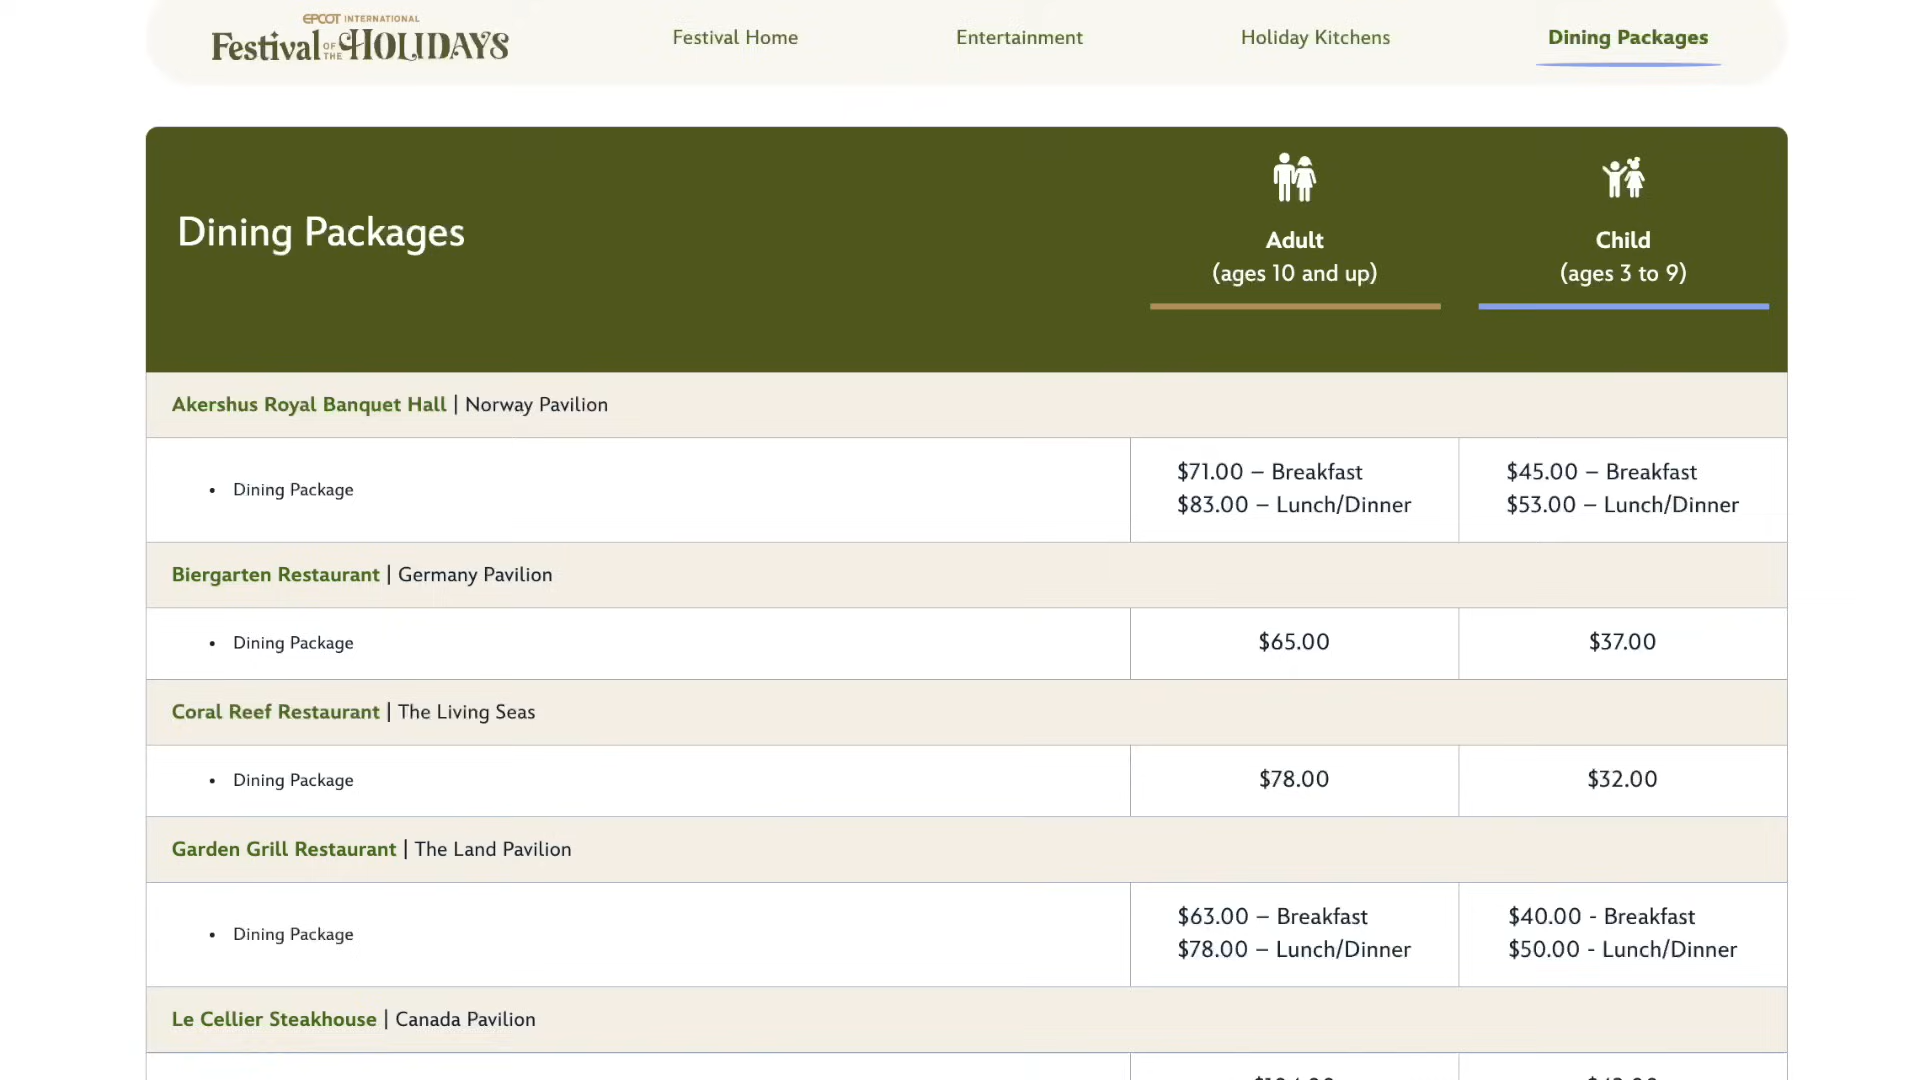 EPCOT INTERNATIONAL
Festival OF THE HOLIDAYS
Festival Home
Entertainment
Holiday Kitchens
Dining Packages
Dining Packages
Adult
(ages 10 and up)
Child
(ages 3 to 9)
Akershus Royal Banquet Hall | Norway Pavilion
• Dining Package
$71.00 – Breakfast
$83.00 – Lunch/Dinner
$45.00 – Breakfast
$53.00 – Lunch/Dinner
Biergarten Restaurant | Germany Pavilion
• Dining Package
$65.00
$37.00
Coral Reef Restaurant | The Living Seas
• Dining Package
$78.00
$32.00
Garden Grill Restaurant | The Land Pavilion
• Dining Package
$63.00 – Breakfast
$78.00 – Lunch/Dinner
$40.00 - Breakfast
$50.00 - Lunch/Dinner
Le Cellier Steakhouse | Canada Pavilion